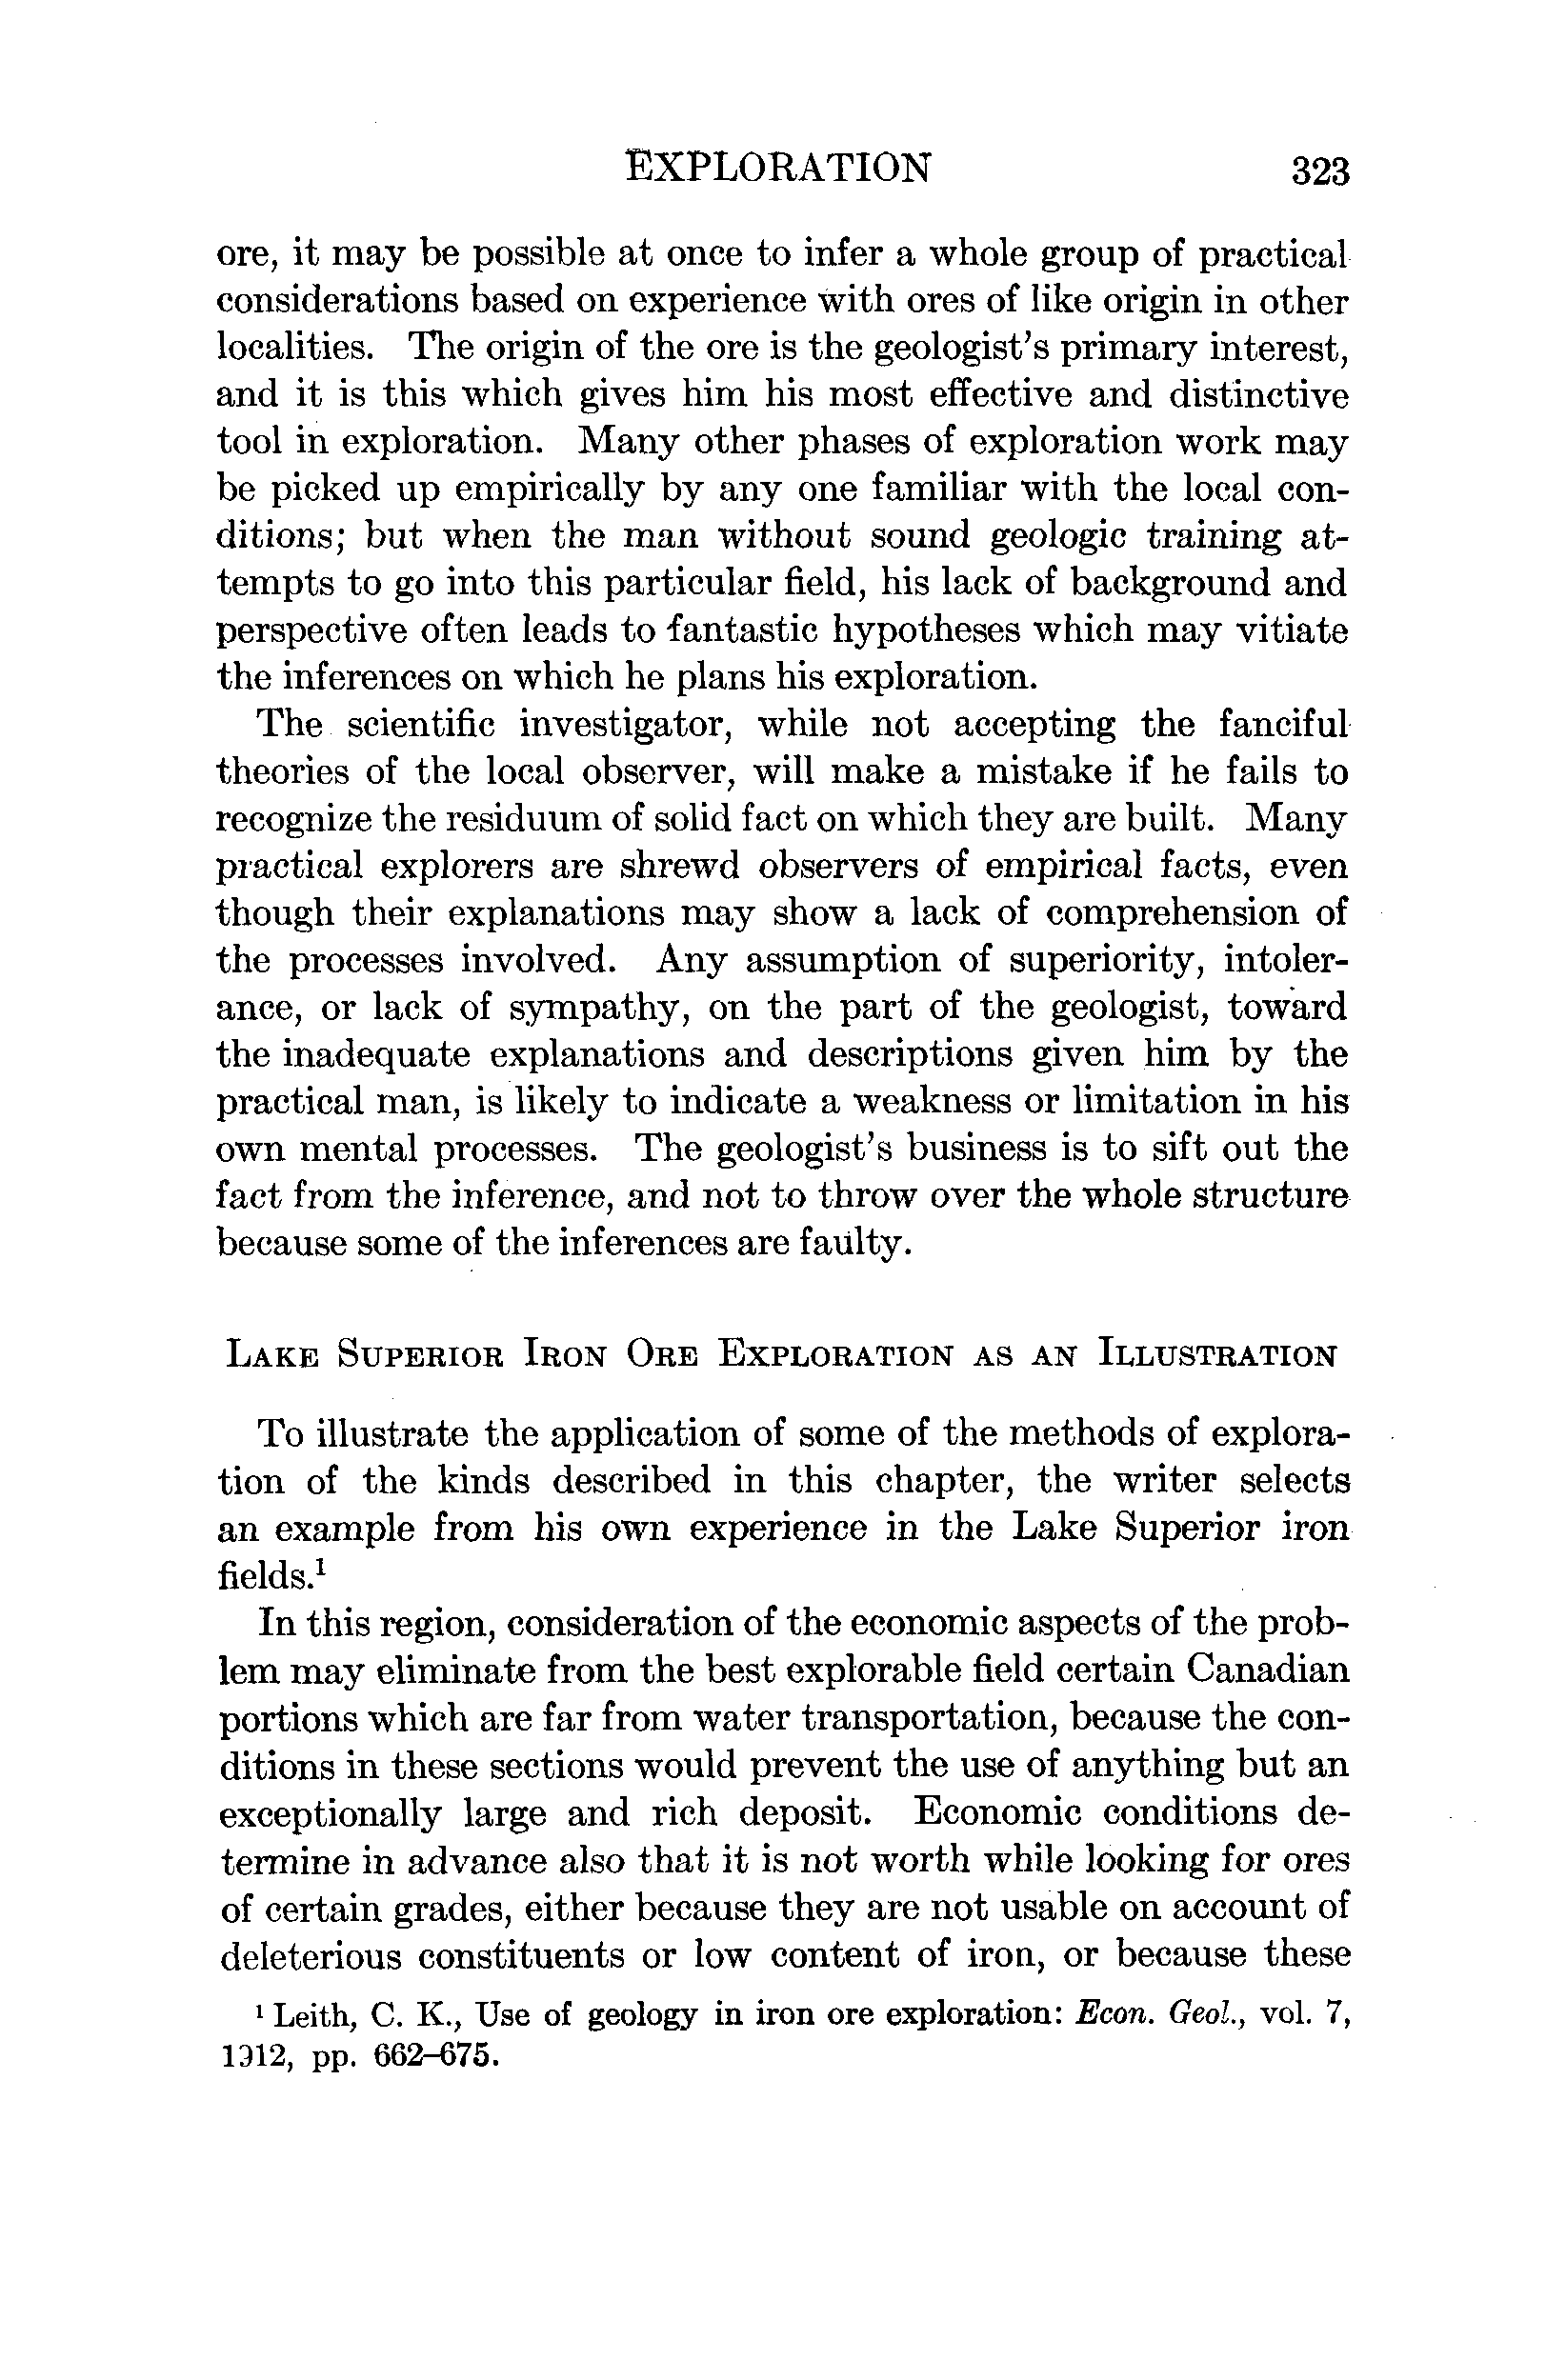 EXPLORATION 323
ore, it may be possible at once to infer a whole group of practical
considerations based on experience with ores of like origin in other
localities. The origin of the ore is the geologist's primary interest,
and it is this which gives him his most effective and distinctive
tool in exploration. Many other phases of exploration work may
be picked up empirically by any one familiar with the local con-
ditions; but when the man without sound geologic training at-
tempts to go into this particular field, his lack of background and
perspective often leads to fantastic hypotheses which may vitiate
the inferences on which he plans his exploration.
The scientific investigator, while not accepting the fanciful
theories of the local observer, will make a mistake if he fails to
recognize the residuum of solid fact on which they are built. Many
practical explorers are shrewd observers of empirical facts, even
though their explanations may show a lack of comprehension of
the processes involved. Any assumption of superiority, intoler-
ance, or lack of sympathy, on the part of the geologist, toward
the inadequate explanations and descriptions given him by the
practical man, is likely to indicate a weakness or limitation in his
own mental processes. The geologist's business is to sift out the
fact from the inference, and not to throw over the whole structure
because some of the inferences are faulty.
LAKE SUPERIOR IRON ORE EXPLORATION AS AN ILLUSTRATION
To illustrate the application of some of the methods of explora-
tion of the kinds described in this chapter, the writer selects
an example from his own experience in the Lake Superior iron
fields.¹
In this region, consideration of the economic aspects of the prob-
lem may eliminate from the best explorable field certain Canadian
portions which are far from water transportation, because the con-
ditions in these sections would prevent the use of anything but an
exceptionally large and rich deposit. Economic conditions de-
termine in advance also that it is not worth while looking for ores
of certain grades, either because they are not usable on account of
deleterious constituents or low content of iron, or because these
¹ Leith, C. K., Use of geology in iron ore exploration: Econ. Geol., vol. 7,
1912, pp. 662–675.